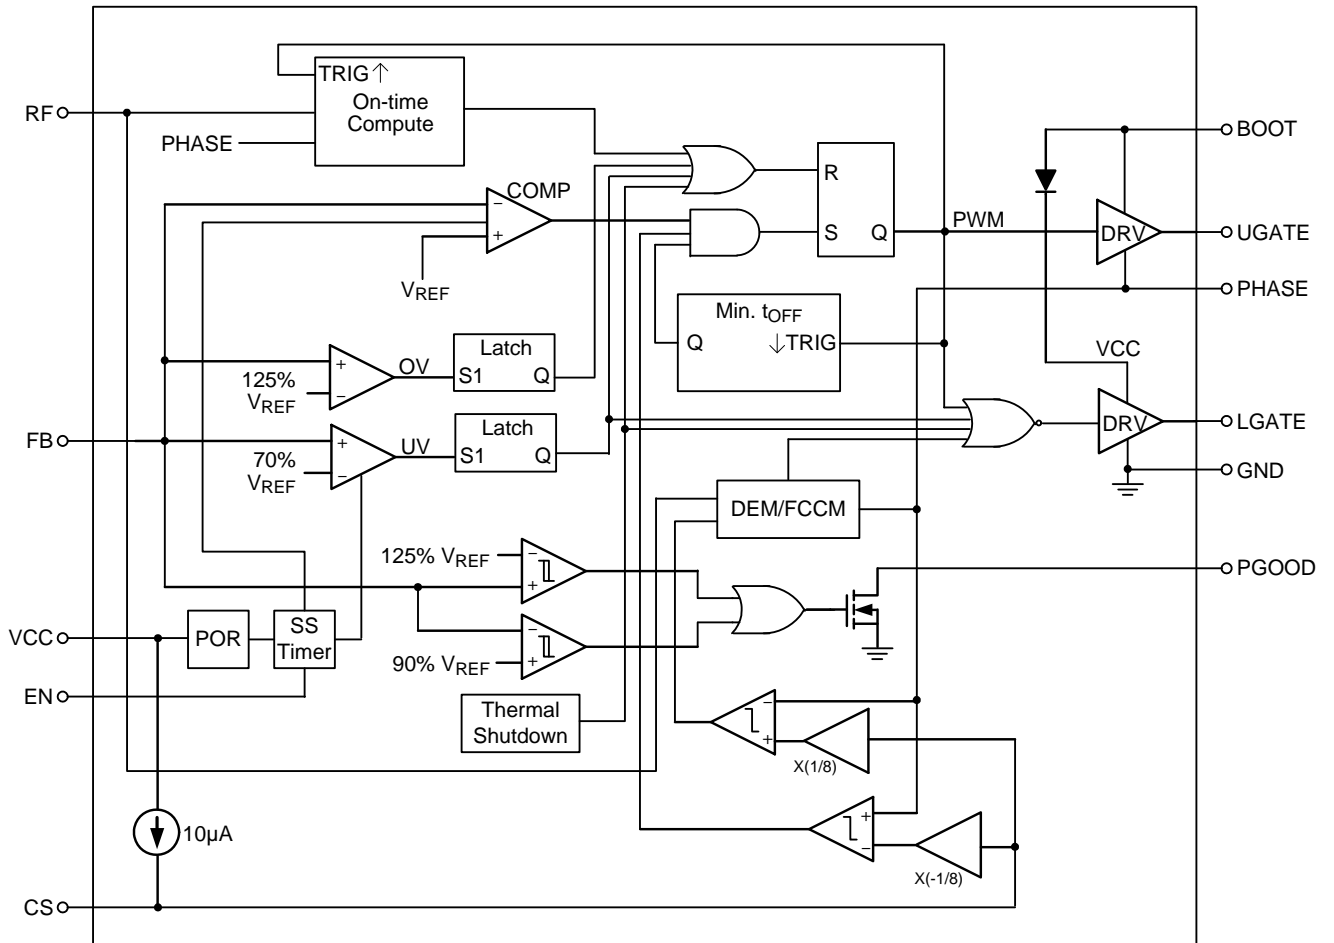 TRIG↑
On-time
Compute
RF
PHASE
BOOT
COMP
R
S
Q
PWM
DRV
UGATE
VREF
PHASE
Min. tOFF
Q
↓TRIG
VCC
125%
VREF
OV
Latch
S1
Q
DRV
LGATE
FB
70%
VREF
UV
Latch
S1
Q
GND
DEM/FCCM
125% VREF
PGOOD
VCC
POR
SS
Timer
90% VREF
EN
Thermal
Shutdown
X(1/8)
10µA
X(-1/8)
CS
+
−
+
−
+
−
−
+
−
+
−
+
+
−